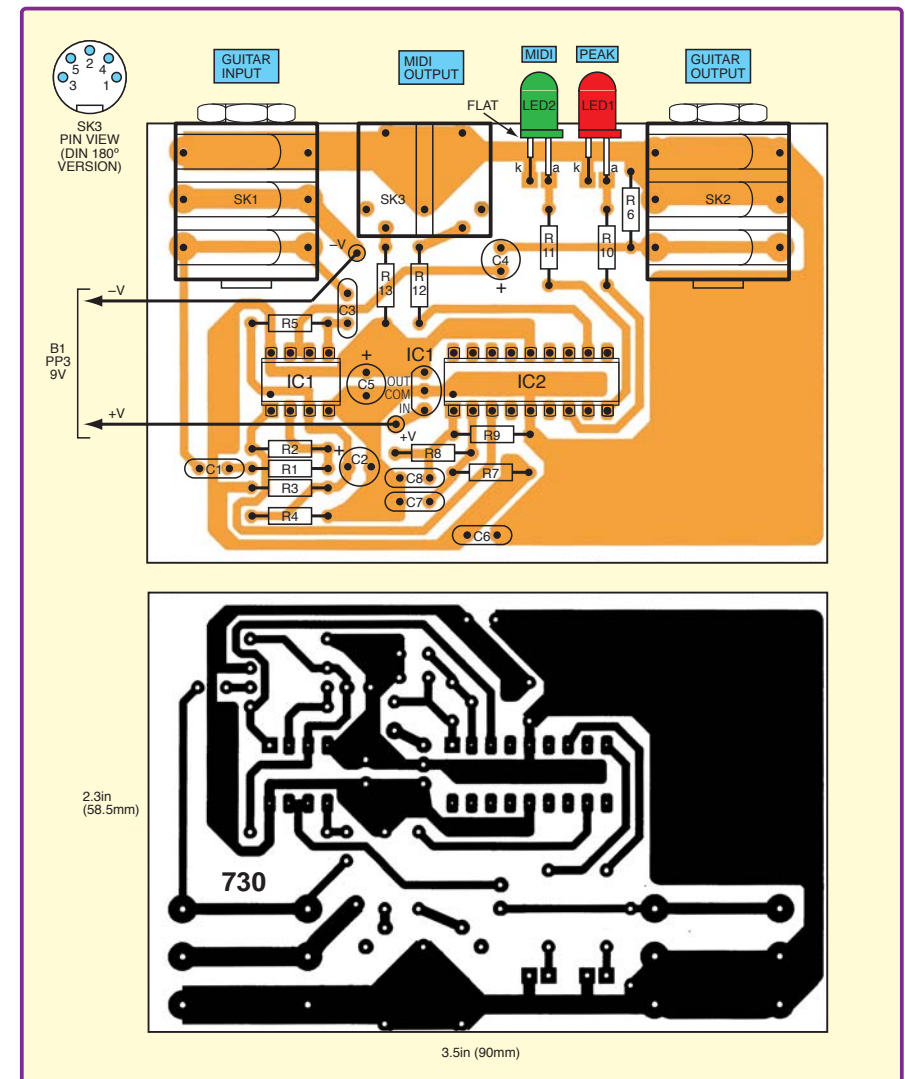 5 2 4
3 1
SK3
PIN VIEW
(DIN 180º
VERSION)
GUITAR
INPUT
MIDI
OUTPUT
MIDI
PEAK
GUITAR
OUTPUT
FLAT
LED2
LED1
k
a
k
a
SK1
SK3
SK2
R
6
R
11
R
10
–V
C4
+
R
13
R
12
–V
C3
R5
B1
PP3
9V
IC1
+
C5
IC1
OUT
COM
IN
IC2
+V
+V
R2
R1
R3
R4
C1
+
C2
R9
R8
R7
C8
C7
C6
2.3in
(58.5mm)
730
3.5in (90mm)